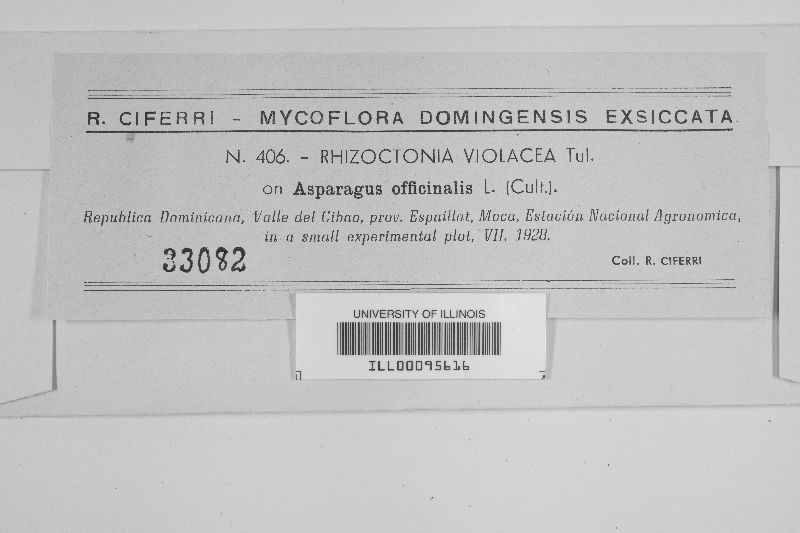 R. CIFERRI - MYCOFLORA DOMINGENSIS EXSICCATA
N. 406. - RHIZOCTONIA VIOLACEA Tul.
on Asparagus officinalis L. (Cult.).
Republica Dominicana, Valle del Cibao, prov. Espaillat, Moca, Estación Nacional Agronomica,
in a small experimental plot, VII, 1928.
33082
Coll. R. CIFERRI
UNIVERSITY OF ILLINOIS
ILL00095616